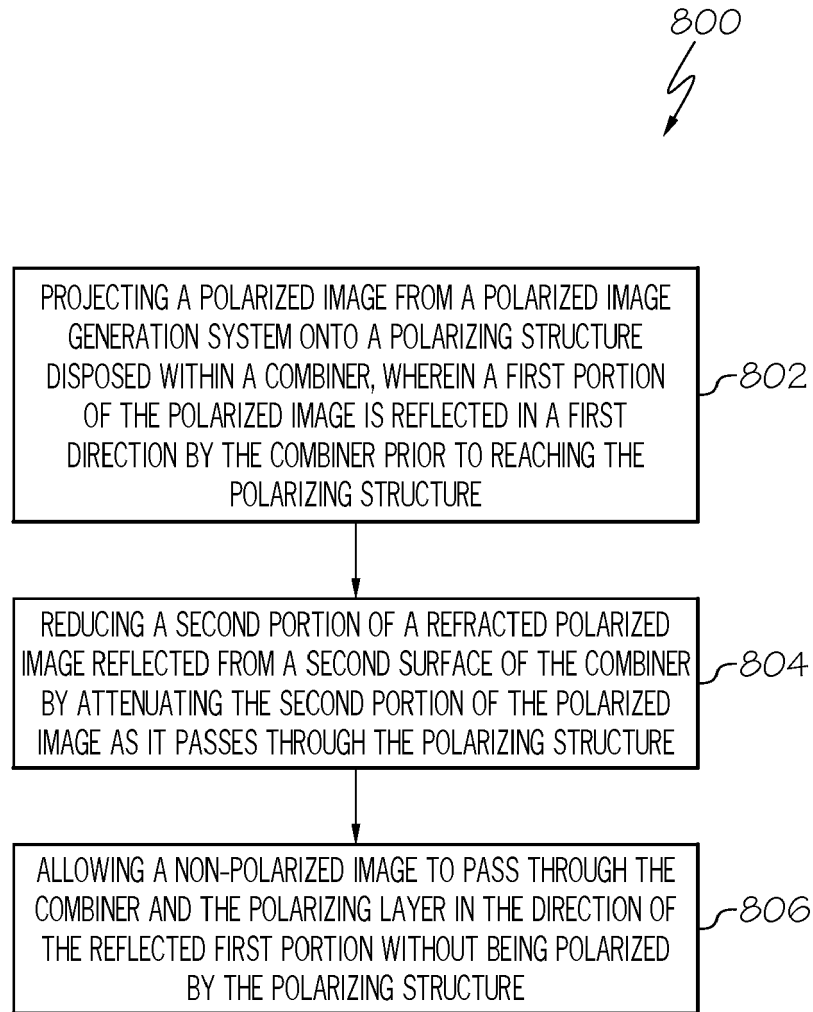 800
PROJECTING A POLARIZED IMAGE FROM A POLARIZED IMAGE
GENERATION SYSTEM ONTO A POLARIZING STRUCTURE
DISPOSED WITHIN A COMBINER, WHEREIN A FIRST PORTION
OF THE POLARIZED IMAGE IS REFLECTED IN A FIRST
DIRECTION BY THE COMBINER PRIOR TO REACHING THE
POLARIZING STRUCTURE
802
REDUCING A SECOND PORTION OF A REFRACTED POLARIZED
IMAGE REFLECTED FROM A SECOND SURFACE OF THE COMBINER
BY ATTENUATING THE SECOND PORTION OF THE POLARIZED
IMAGE AS IT PASSES THROUGH THE POLARIZING STRUCTURE
804
ALLOWING A NON-POLARIZED IMAGE TO PASS THROUGH THE
COMBINER AND THE POLARIZING LAYER IN THE DIRECTION OF
THE REFLECTED FIRST PORTION WITHOUT BEING POLARIZED
BY THE POLARIZING STRUCTURE
806